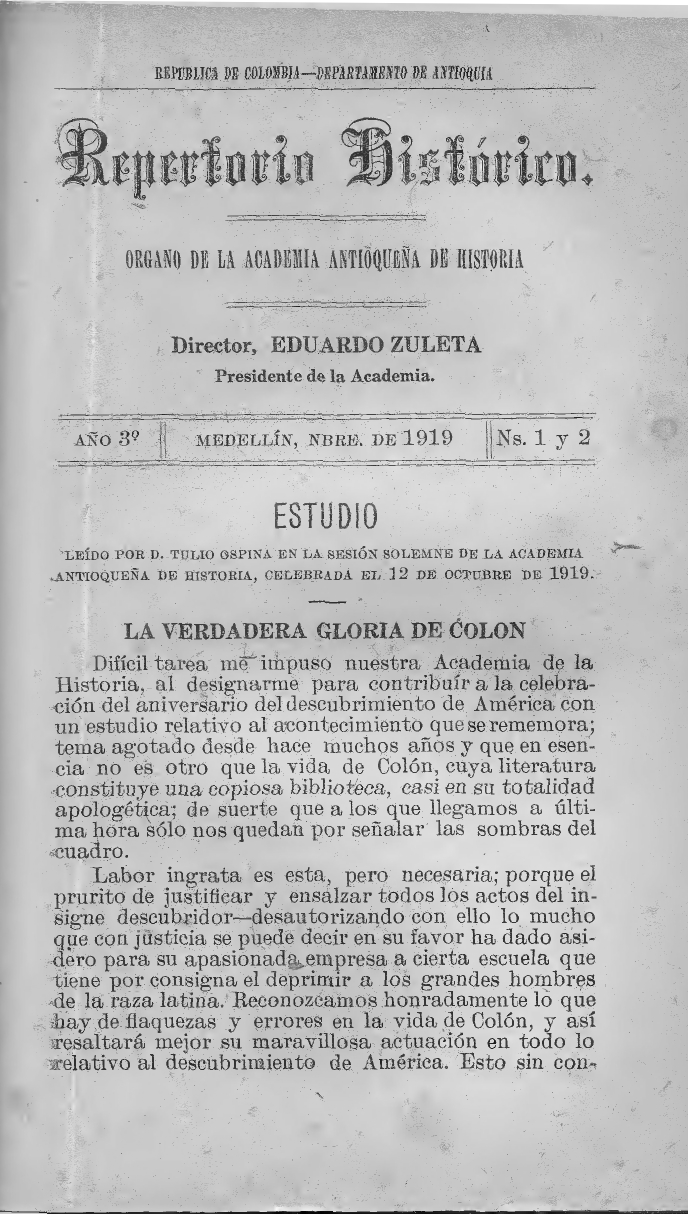 REPUBLICA DE COLOMBIA—DEPARTAMENTO DE ANTIOQUIA
Repertorio Histórico.
ORGANO DE LA ACADEMIA ANTIOQUEÑA DE HISTORIA
Director, EDUARDO ZULETA
Presidente de la Academia.
AÑO 3º MEDELLÍN, NBRE. DE 1919 Ns. 1 y 2
ESTUDIO
LEÍDO POR D. TULIO OSPINA EN LA SESIÓN SOLEMNE DE LA ACADEMIA
ANTIOQUEÑA DE HISTORIA, CELEBRADA EL 12 DE OCTUBRE DE 1919.
LA VERDADERA GLORIA DE COLON
Difícil tarea me impuso nuestra Academia de la
Historia, al designarme para contribuír a la celebra-
ción del aniversario del descubrimiento de América con
un estudio relativo al acontecimiento que se rememora;
tema agotado desde hace muchos años y que en esen-
cia no es otro que la vida de Colón, cuya literatura
constituye una copiosa biblioteca, casi en su totalidad
apologética; de suerte que a los que llegamos a últi-
ma hora sólo nos quedan por señalar las sombras del
cuadro.
Labor ingrata es esta, pero necesaria; porque el
prurito de justificar y ensalzar todos los actos del in-
signe descubridor—desautorizando con ello lo mucho
que con justicia se puede decir en su favor ha dado asi-
dero para su apasionada empresa a cierta escuela que
tiene por consigna el deprimir a los grandes hombres
de la raza latina. Reconozcamos honradamente lo que
hay de flaquezas y errores en la vida de Colón, y así
resaltará mejor su maravillosa actuación en todo lo
relativo al descubrimiento de América. Esto sin con-